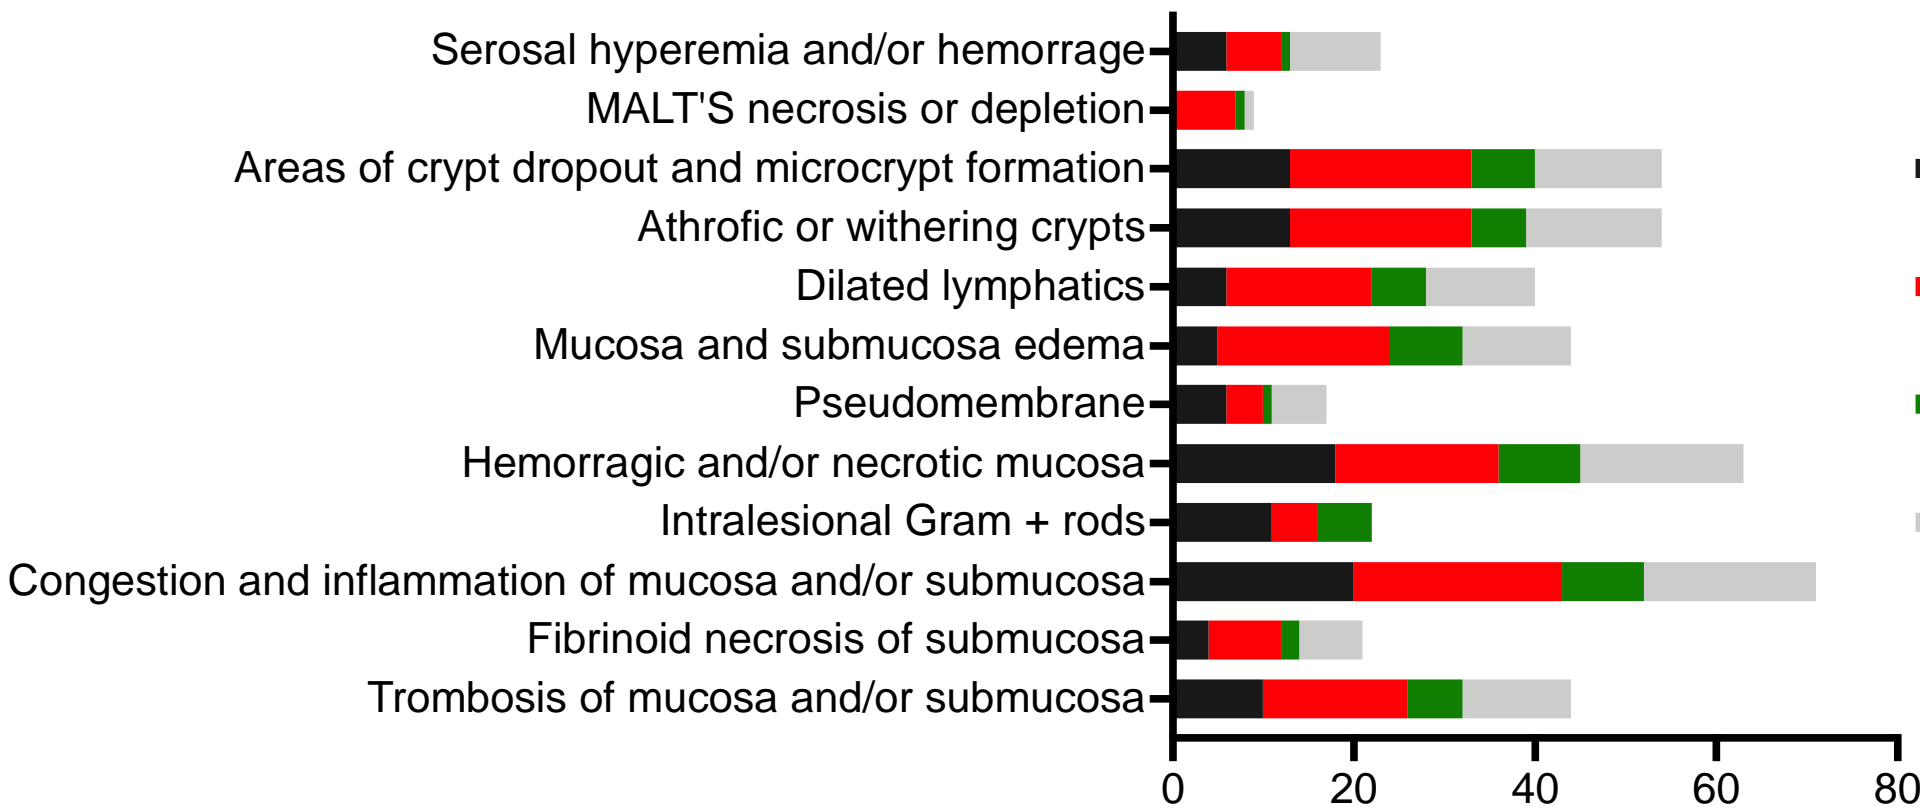 Serosal hyperemia and/or hemorrage
MALT'S necrosis or depletion
Areas of crypt dropout and microcrypt formation
Athrofic or withering crypts
Dilated lymphatics
Mucosa and submucosa edema
Pseudomembrane
Hemorragic and/or necrotic mucosa
Intralesional Gram + rods
Congestion and inflammation of mucosa and/or submucosa
Fibrinoid necrosis of submucosa
Trombosis of mucosa and/or submucosa
0 20 40 60 80